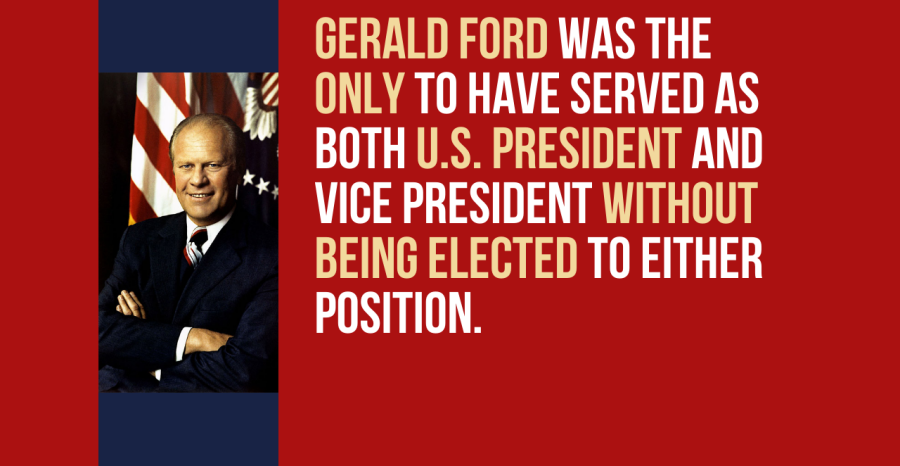 GERALD FORD WAS THE
ONLY TO HAVE SERVED AS
BOTH U.S. PRESIDENT AND
VICE PRESIDENT WITHOUT
BEING ELECTED TO EITHER
POSITION.